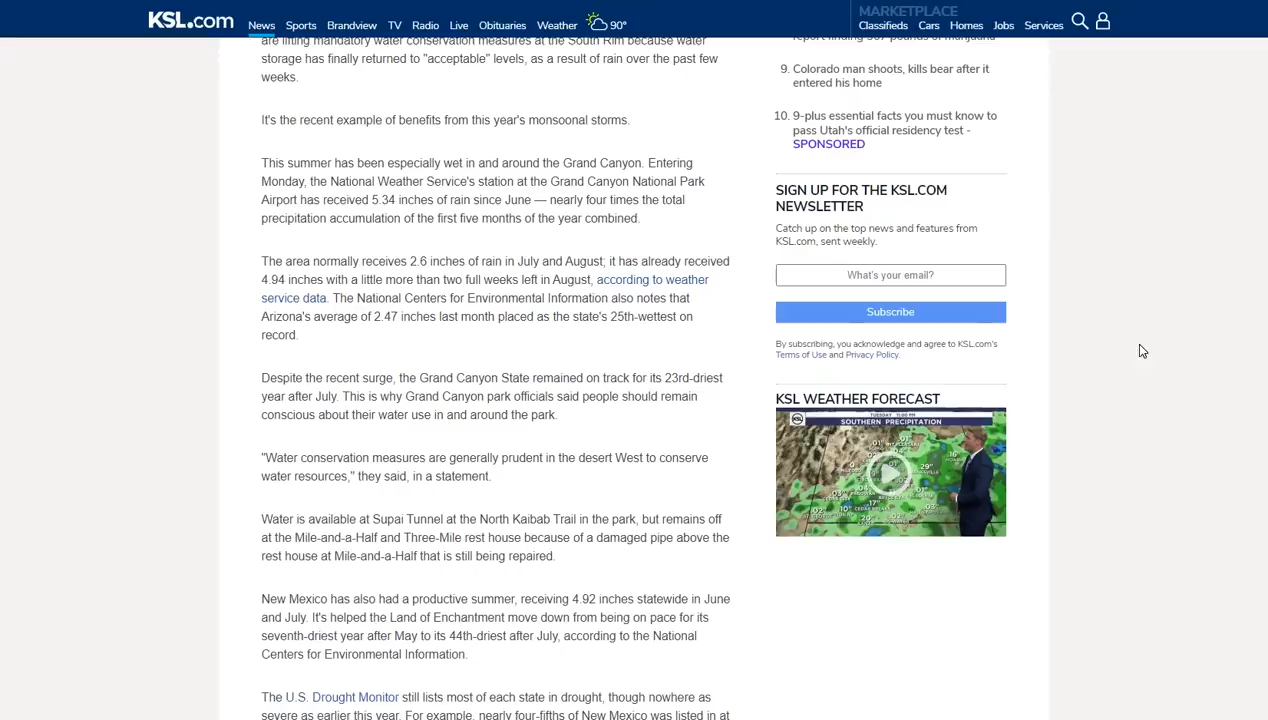 KSL.com News Sports Brandview TV Radio Live Obituaries Weather 90°
MARKETPLACE
Classifieds Cars Homes Jobs Services
are lifting mandatory water conservation measures at the South Rim because water
storage has finally returned to "acceptable" levels, as a result of rain over the past few
weeks.
It's the recent example of benefits from this year's monsoonal storms.
This summer has been especially wet in and around the Grand Canyon. Entering
Monday, the National Weather Service's station at the Grand Canyon National Park
Airport has received 5.34 inches of rain since June — nearly four times the total
precipitation accumulation of the first five months of the year combined.
The area normally receives 2.6 inches of rain in July and August; it has already received
4.94 inches with a little more than two full weeks left in August, according to weather
service data. The National Centers for Environmental Information also notes that
Arizona's average of 2.47 inches last month placed as the state's 25th-wettest on
record.
Despite the recent surge, the Grand Canyon State remained on track for its 23rd-driest
year after July. This is why Grand Canyon park officials said people should remain
conscious about their water use in and around the park.
"Water conservation measures are generally prudent in the desert West to conserve
water resources," they said, in a statement.
Water is available at Supai Tunnel at the North Kaibab Trail in the park, but remains off
at the Mile-and-a-Half and Three-Mile rest house because of a damaged pipe above the
rest house at Mile-and-a-Half that is still being repaired.
New Mexico has also had a productive summer, receiving 4.92 inches statewide in June
and July. It's helped the Land of Enchantment move down from being on pace for its
seventh-driest year after May to its 44th-driest after July, according to the National
Centers for Environmental Information.
The U.S. Drought Monitor still lists most of each state in drought, though nowhere as
severe as earlier this year. For example, nearly four-fifths of New Mexico was listed in at
report finding pounds of marijuana
9. Colorado man shoots, kills bear after it
entered his home
10. 9-plus essential facts you must know to
pass Utah's official residency test -
SPONSORED
SIGN UP FOR THE KSL.COM
NEWSLETTER
Catch up on the top news and features from
KSL.com, sent weekly.
What's your email?
Subscribe
By subscribing, you acknowledge and agree to KSL.com's
Terms of Use and Privacy Policy.
KSL WEATHER FORECAST
TUESDAY 11:00 PM
SOUTHERN PRECIPITATION